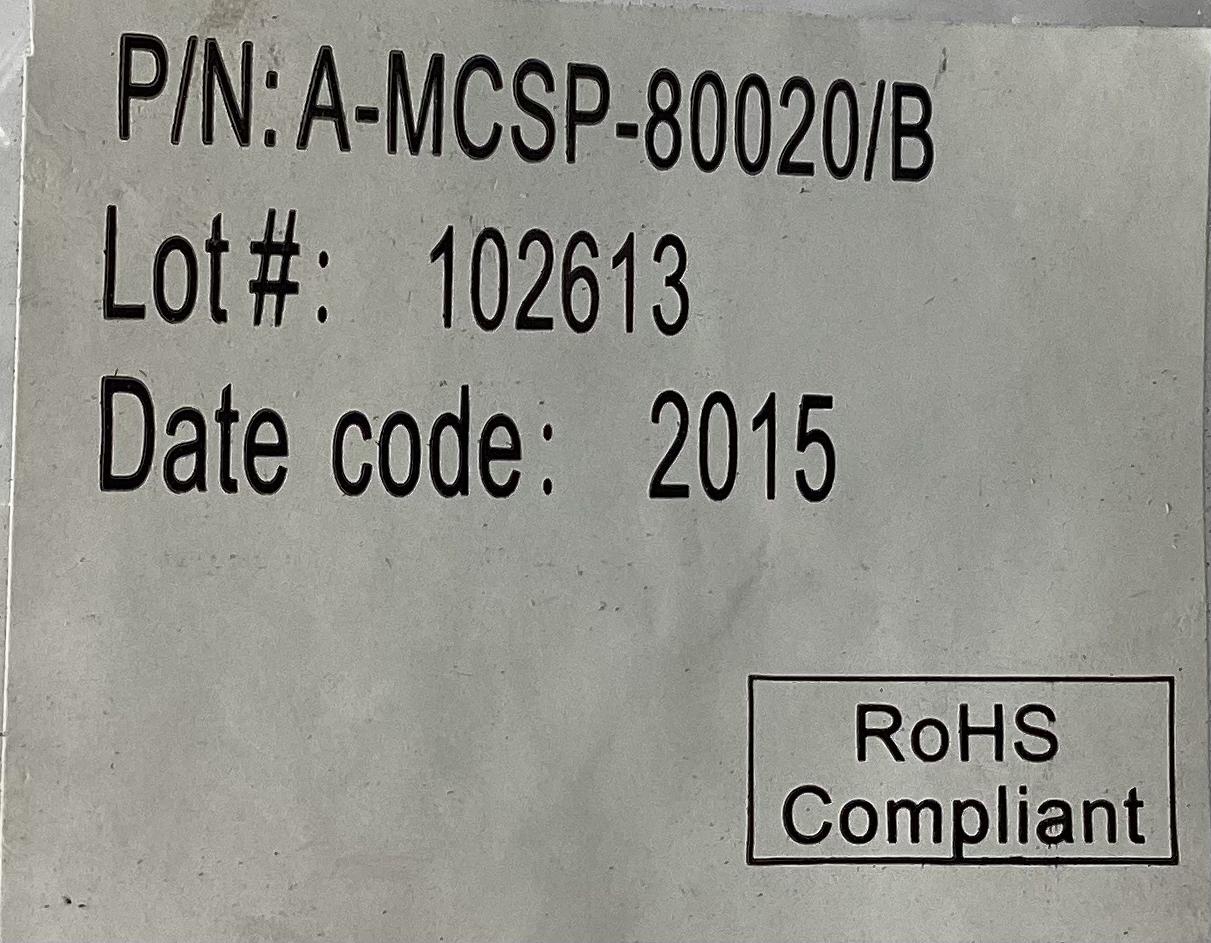 P/N: A-MCSP-80020/B
Lot #: 102613
Date code: 2015
RoHS
Compliant